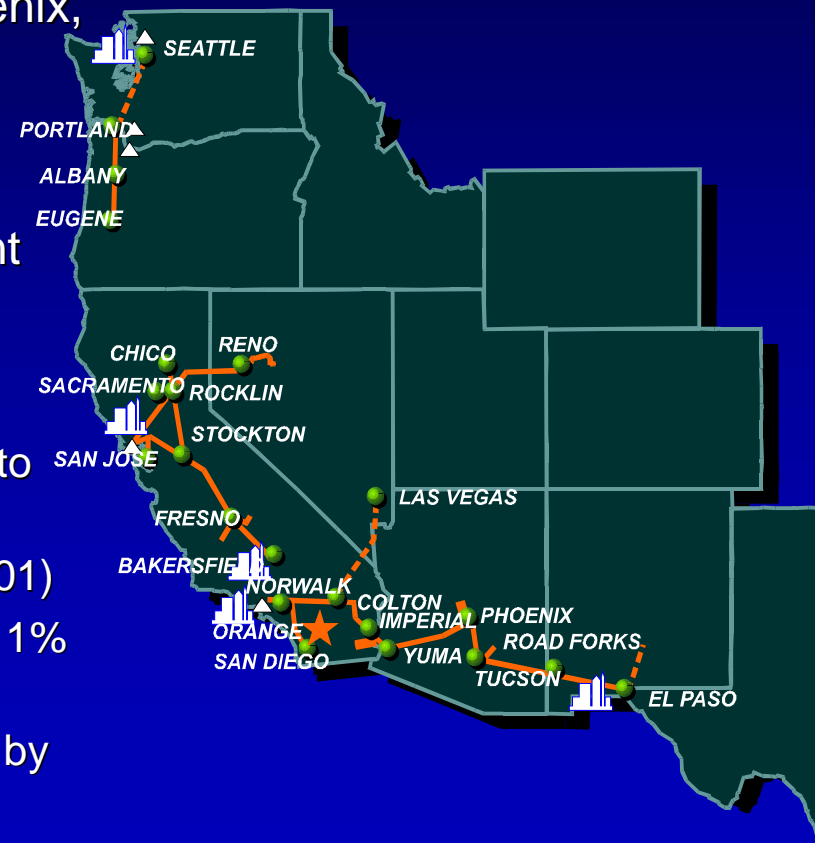 enix,
SEATTLE
PORTLAND
ALBANY
EUGENE
nt
RENO
CHICO
SACRAMENTO
ROCKLIN
STOCKTON
to
SAN JOSE
LAS VEGAS
FRESNO
BAKERSFIELD
01)
NORWALK
COLTON
PHOENIX
IMPERIAL
ORANGE
1%
ROAD FORKS
YUMA
SAN DIEGO
TUCSON
EL PASO
by